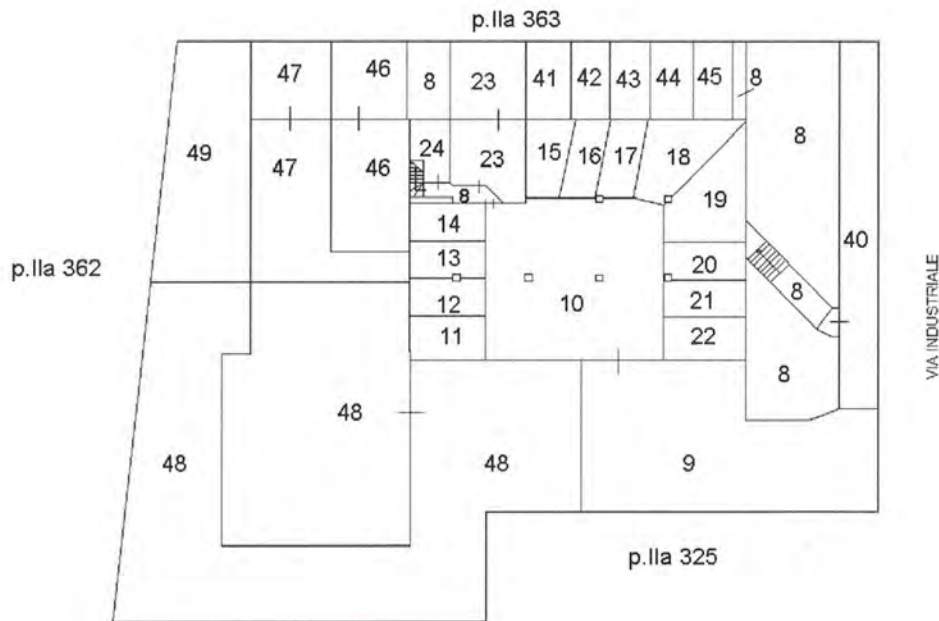 p.lla 363
47 46 8 23 41 42 43 44 45 8
8
49 47 46 24 23 15 16 17 18
8
14 19
13 20 40
p.lla 362
12 10 21 8
11 22
8
48
48 48 9
p.lla 325
VIA INDUSTRIALE